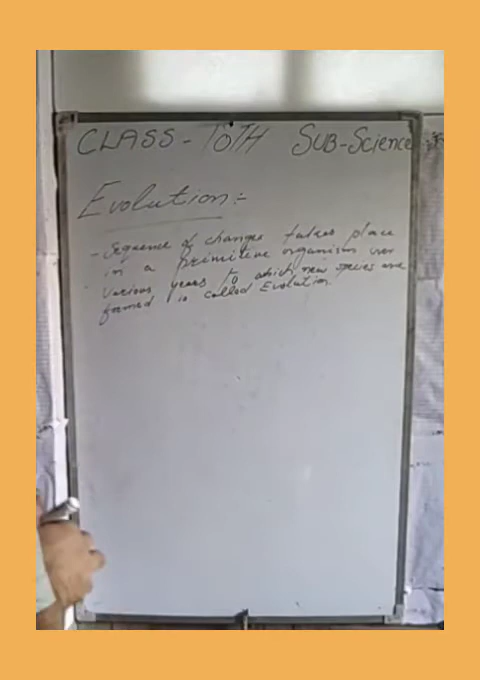 CLASS - 10TH SUB-Science
Evolution :-
- Sequence of changes takes place
in a primitive organism over
various years to which new species are
formed is called Evolution.